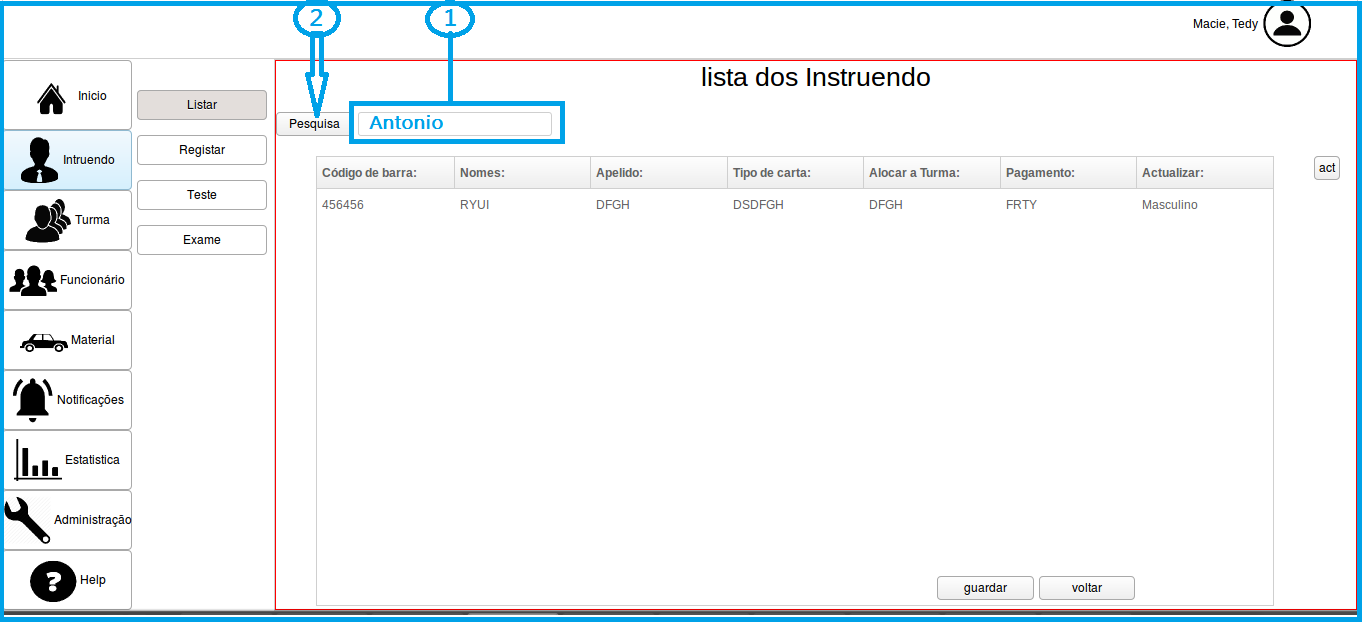 2
1
Macie, Tedy
Inicio
Intruendo
Turma
Funcionário
Material
Notificações
Estatistica
Administração
Help
Listar
Registar
Teste
Exame
lista dos Instruendo
Pesquisa Antonio
act
Código de barra: Nomes: Apelido: Tipo de carta: Alocar a Turma: Pagamento: Actualizar:
456456 RYUI DFGH DSDFGH DFGH FRTY Masculino
guardar voltar